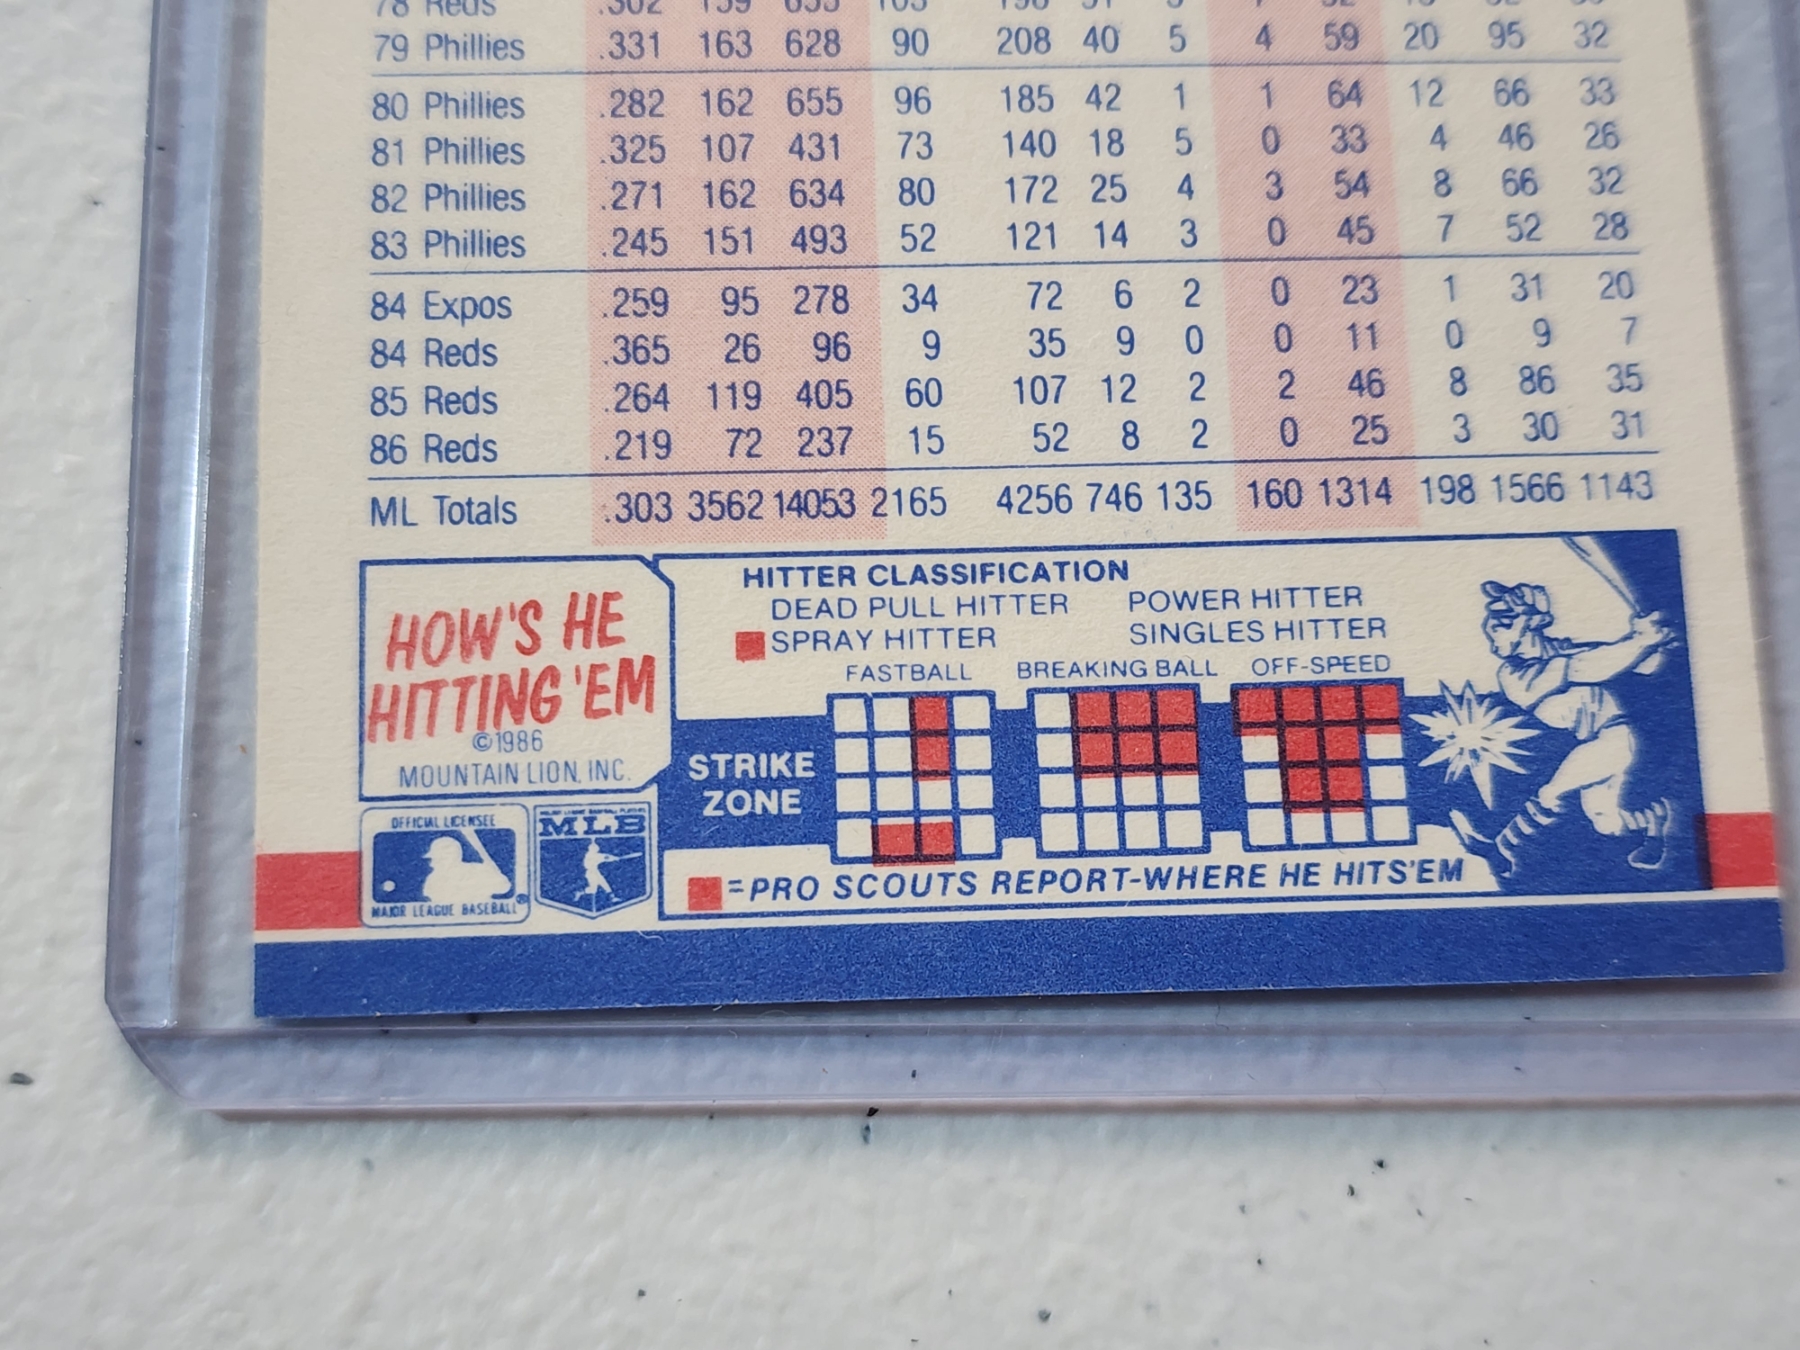 78 Reds .302 159 655
79 Phillies .331 163 628 90 208 40 5 4 59 20 95 32
80 Phillies .282 162 655 96 185 42 1 1 64 12 66 33
81 Phillies .325 107 431 73 140 18 5 0 33 4 46 26
82 Phillies .271 162 634 80 172 25 4 3 54 8 66 32
83 Phillies .245 151 493 52 121 14 3 0 45 7 52 28
84 Expos .259 95 278 34 72 6 2 0 23 1 31 20
84 Reds .365 26 96 9 35 9 0 0 11 0 9 7
85 Reds .264 119 405 60 107 12 2 2 46 8 86 35
86 Reds .219 72 237 15 52 8 2 0 25 3 30 31
ML Totals .303 3562 14053 2165 4256 746 135 160 1314 198 1566 1143
HOW'S HE
HITTING 'EM
©1986
MOUNTAIN LION, INC.
OFFICIAL LICENSEE
MAJOR LEAGUE BASEBALL®
MAJOR LEAGUE BASEBALL PLAYERS
MLB
HITTER CLASSIFICATION
DEAD PULL HITTER POWER HITTER
SPRAY HITTER SINGLES HITTER
FASTBALL BREAKING BALL OFF-SPEED
STRIKE
ZONE
=PRO SCOUTS REPORT-WHERE HE HITS'EM